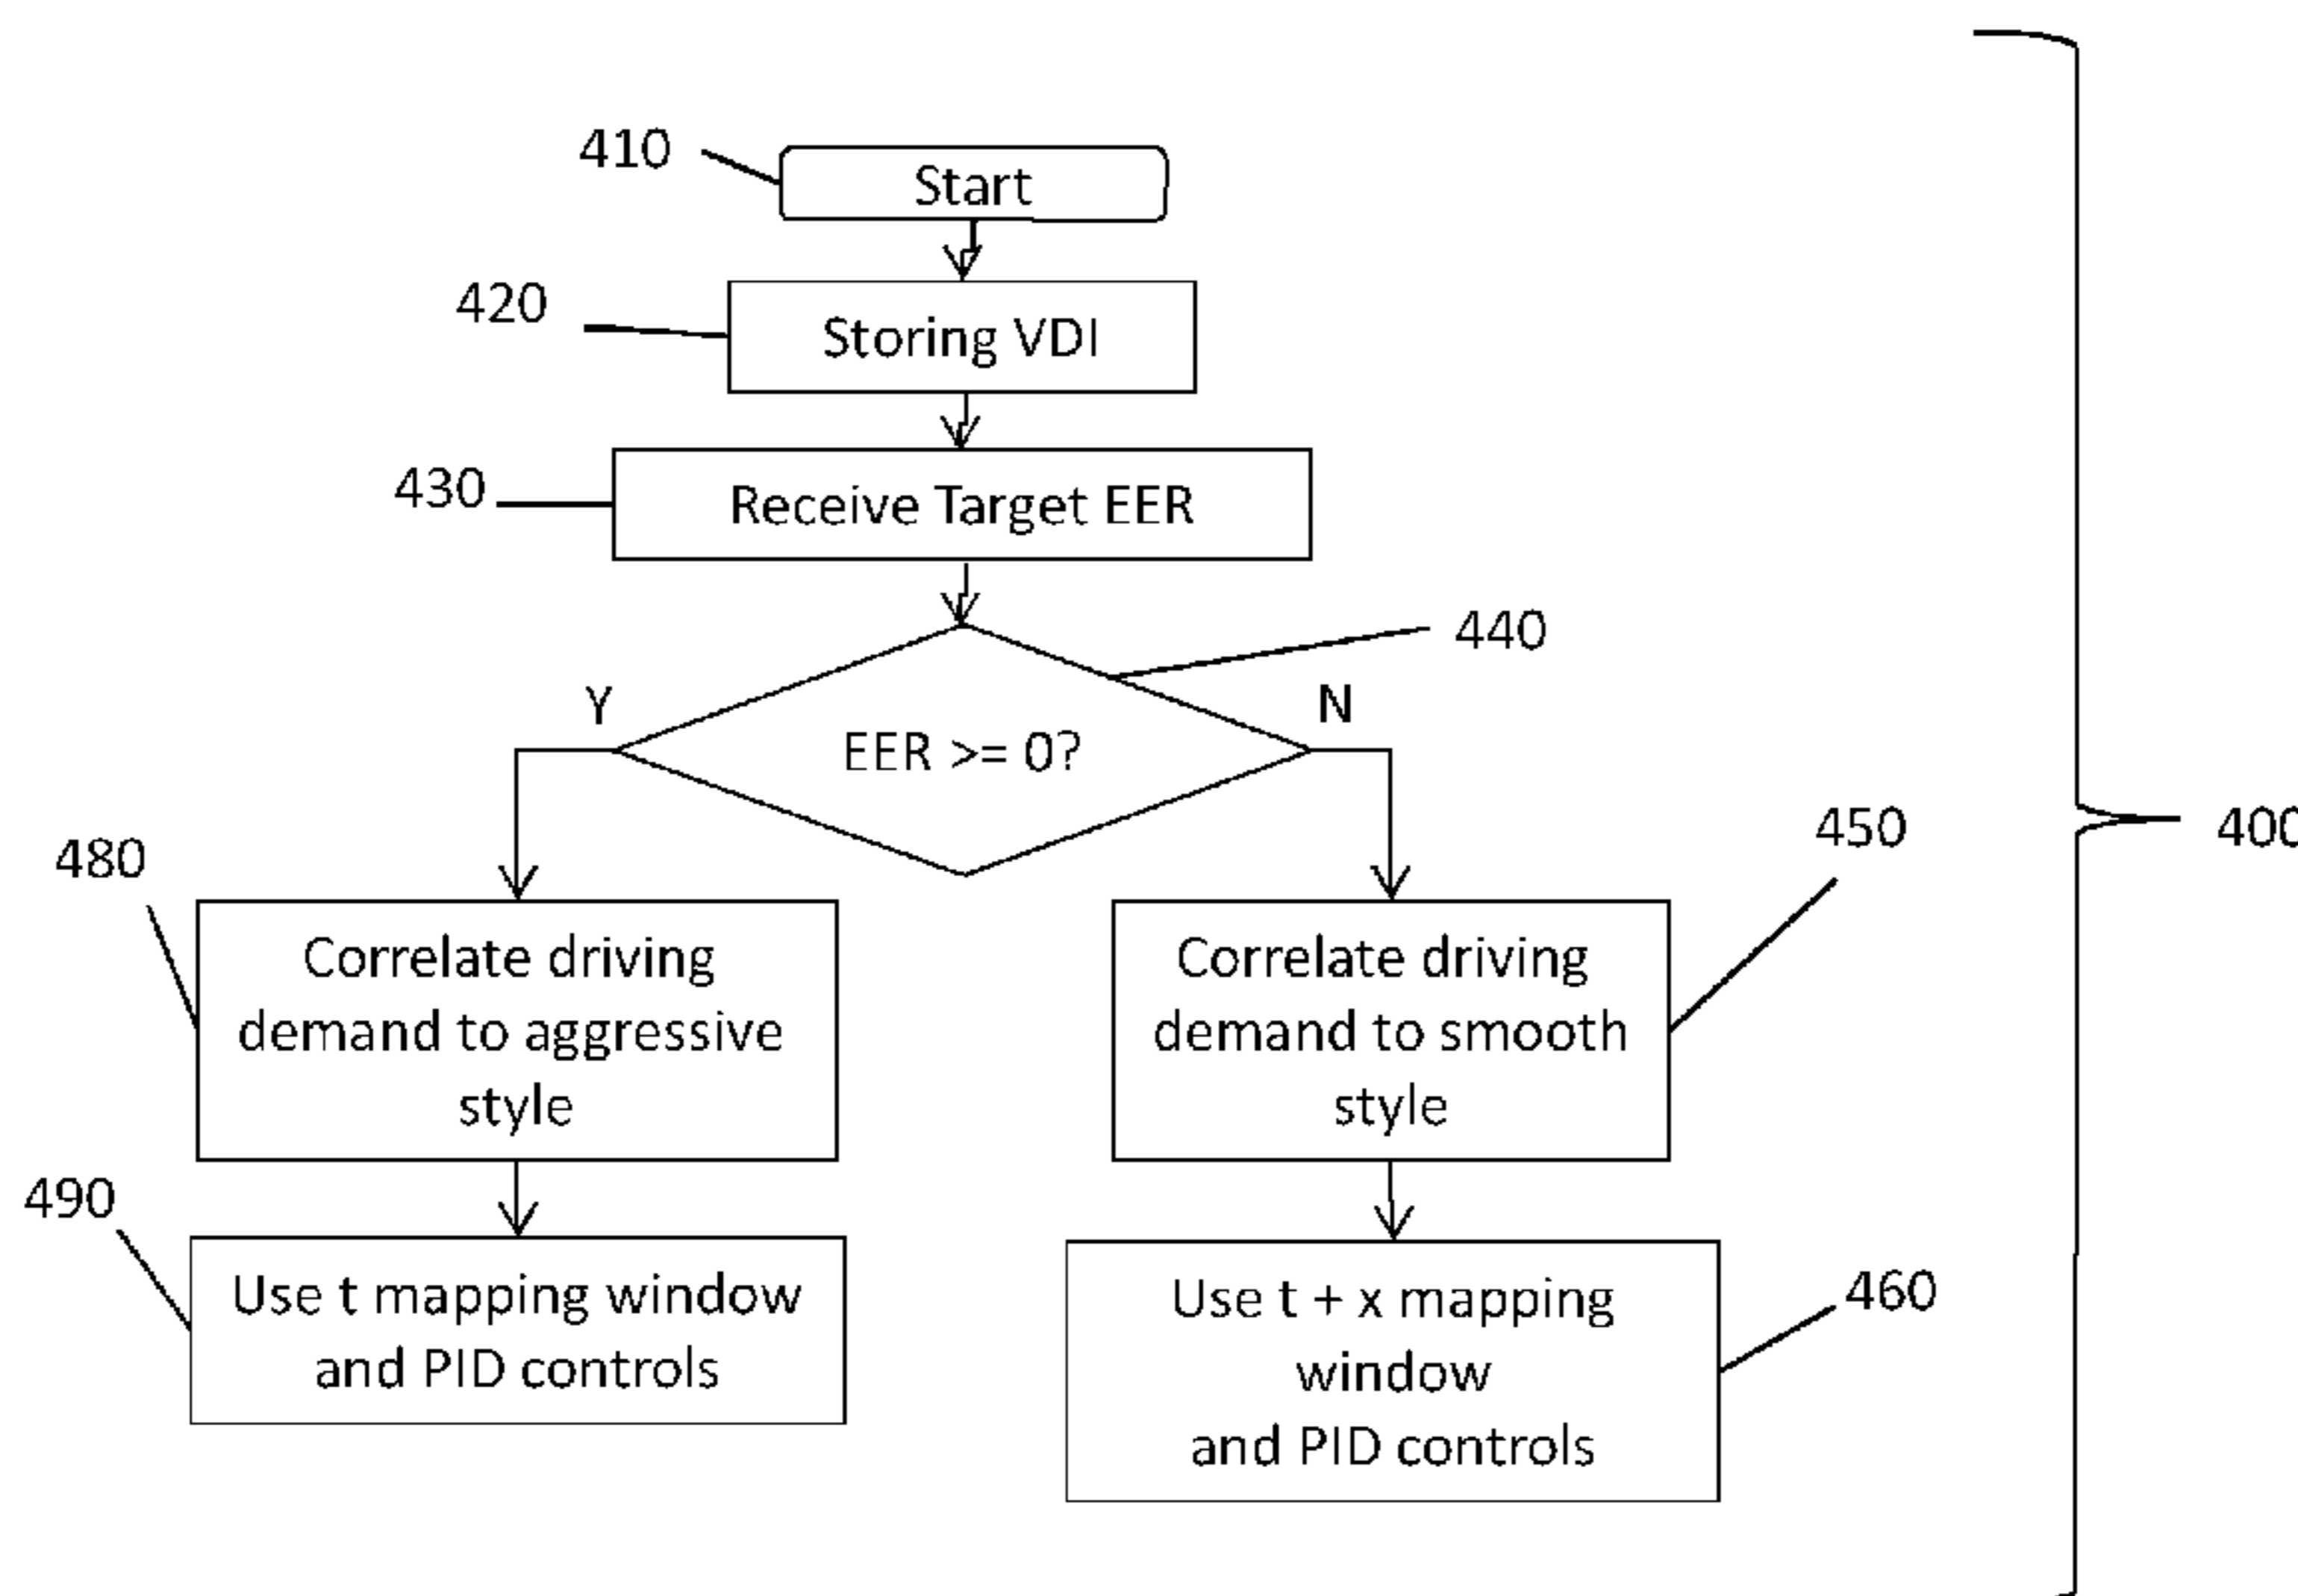 410
Start
420
Storing VDI
430
Receive Target EER
440
Y
N
EER >= 0?
480
450
400
Correlate driving
demand to aggressive
style
Correlate driving
demand to smooth
style
490
Use t mapping window
and PID controls
460
Use t + x mapping
window
and PID controls